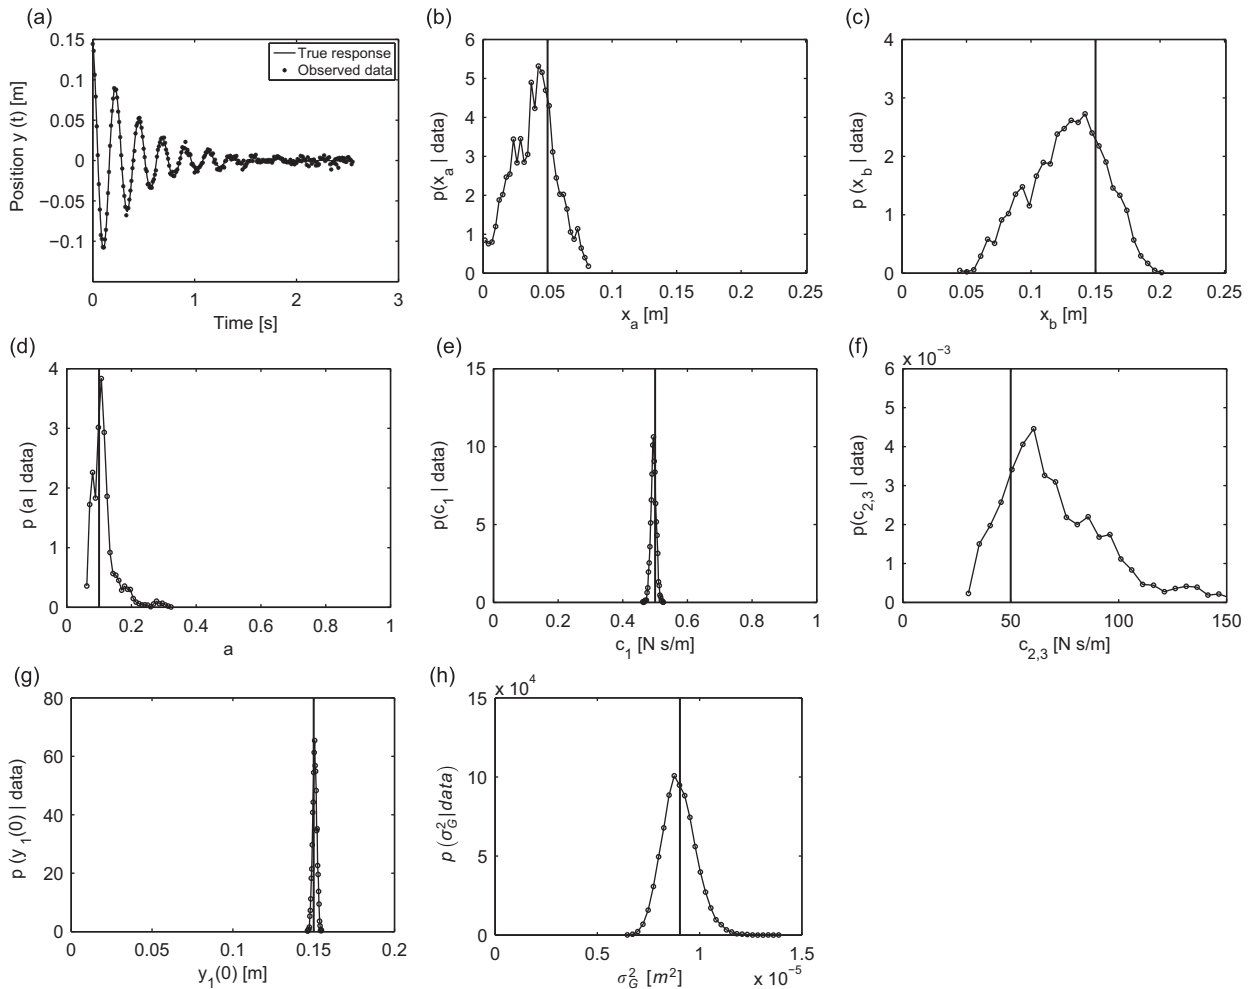 (a)
0.15
0.1
0.05
0
−0.05
−0.1
Position y (t) [m]
True response
Observed data
0 1 2 3
Time [s]
(b)
6
5
4
3
2
1
0
p(x_a | data)
0 0.05 0.1 0.15 0.2 0.25
x_a [m]
(c)
4
3
2
1
0
p (x_b | data)
0 0.05 0.1 0.15 0.2 0.25
x_b [m]
(d)
4
3
2
1
0
p (a | data)
0 0.2 0.4 0.6 0.8 1
a
(e)
15
10
5
0
p(c_1 | data)
0 0.2 0.4 0.6 0.8 1
c_1 [N s/m]
(f)
x 10^−3
6
5
4
3
2
1
0
p(c_2,3 | data)
0 50 100 150
c_2,3 [N s/m]
(g)
80
60
40
20
0
p (y_1(0) | data)
0 0.05 0.1 0.15 0.2
y_1(0) [m]
(h)
x 10^4
15
10
5
0
p (σ_G^2|data)
0 0.5 1 1.5
x 10^−5
σ_G^2 [m^2]